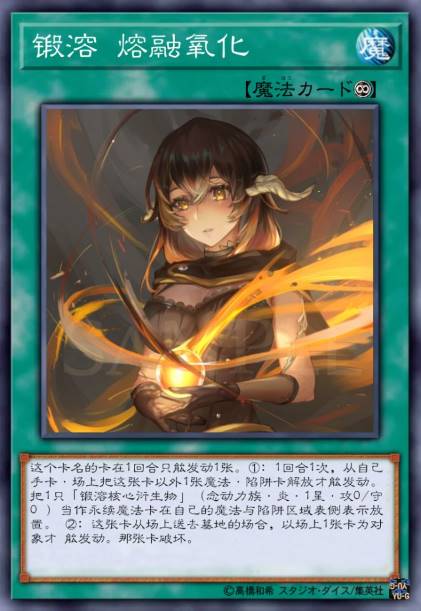 锻溶 熔融氧化
魔
【魔法カード】
SAMPLE
这个卡名的卡在1回合只能发动1张。①：1回合1次，从自己
手卡·场上把这张卡以外1张魔法·陷阱卡解放才能发动。
把1只「锻溶核心衍生物」（念动力族·炎·1星·攻0/守
0 ）当作永续魔法卡在自己的魔法与陷阱区域表侧表示放
置。 ②：这张卡从场上送去墓地的场合，以场上1张卡为对
象才 能发动。那张卡破坏。
©高橋和希 スタジオ・ダイス/集英社